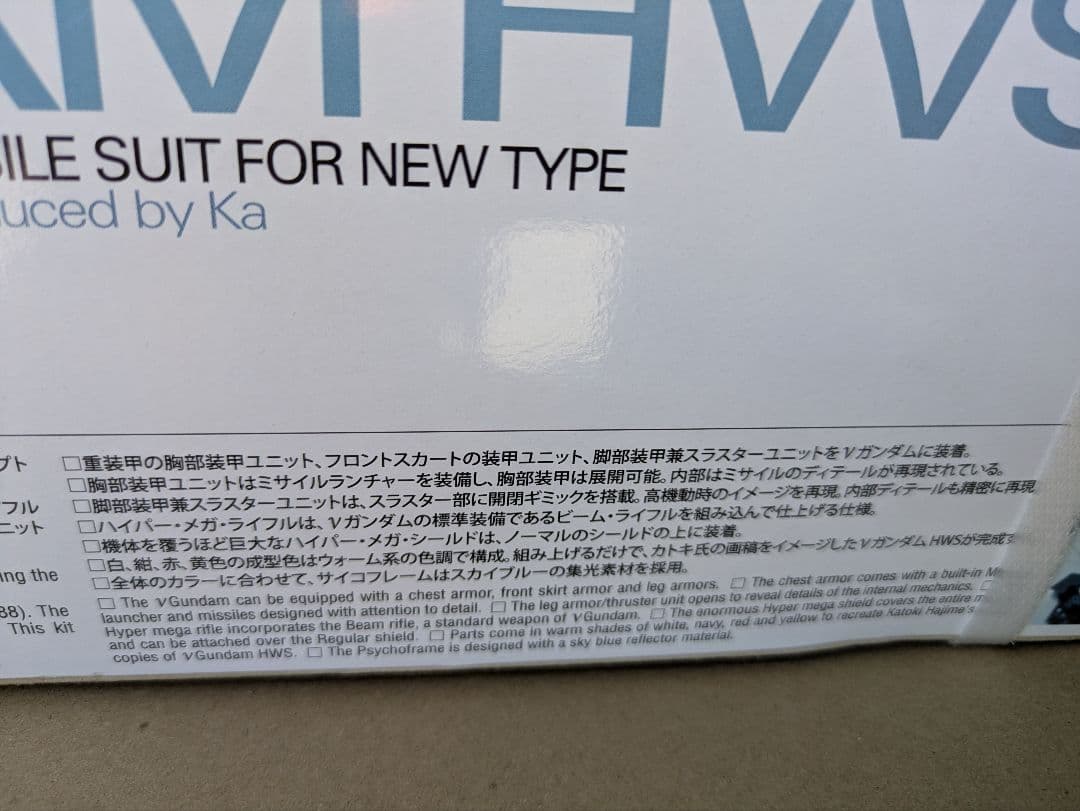 M HWS
ILE SUIT FOR NEW TYPE
uced by Ka
プト
フル
ニット
□重装甲の胸部装甲ユニット、フロントスカートの装甲ユニット、脚部装甲兼スラスターユニットをνガンダムに装着。
□胸部装甲ユニットはミサイルランチャーを装備し、胸部装甲は展開可能。内部はミサイルのディテールが再現されている。
□脚部装甲兼スラスターユニットは、スラスター部に開閉ギミックを搭載。高機動時のイメージを再現。内部ディテールも精密に再現
□ハイパー・メガ・ライフルは、νガンダムの標準装備であるビーム・ライフルを組み込んで仕上げる仕様。
□機体を覆うほど巨大なハイパー・メガ・シールドは、ノーマルのシールドの上に装着。
□白、紺、赤、黄色の成型色はウォーム系の色調で構成。組み上げるだけで、カトキ氏の画稿をイメージしたνガンダム HWSが完成す
□全体のカラーに合わせて、サイコフレームはスカイブルーの集光素材を採用。
ing the
88). The
This kit
□ The νGundam can be equipped with a chest armor, front skirt armor and leg armors. □ The chest armor comes with a built-in
launcher and missiles designed with attention to detail. □ The leg armor/thruster unit opens to reveal details of the internal mechanics. □
Hyper mega rifle incorporates the Beam rifle, a standard weapon of νGundam. □ The enormous Hyper mega shield covers the entire
and can be attached over the Regular shield. □ Parts come in warm shades of white, navy, red and yellow to recreate Katoki Hajime's
copies of νGundam HWS. □ The Psychoframe is designed with a sky blue reflector material.